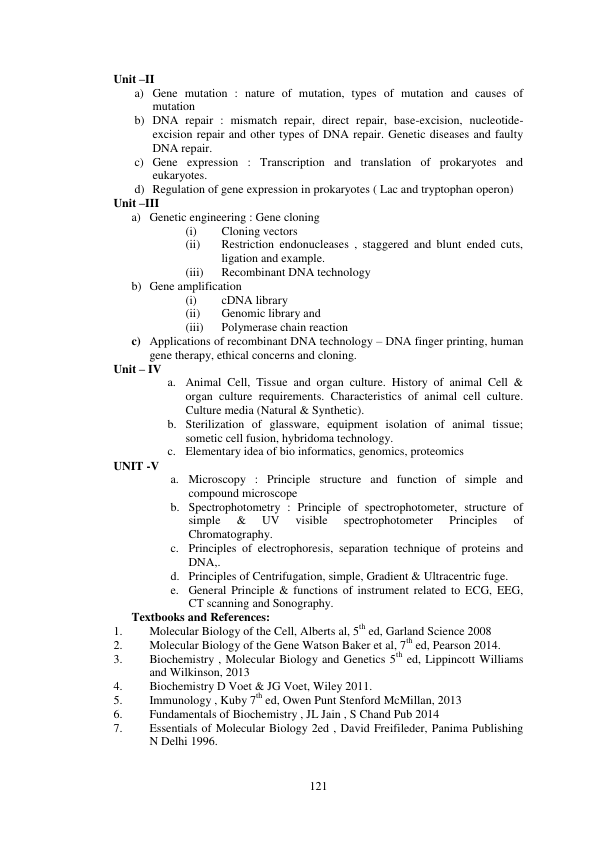 Unit –II
a) Gene mutation : nature of mutation, types of mutation and causes of
mutation
b) DNA repair : mismatch repair, direct repair, base-excision, nucleotide-
excision repair and other types of DNA repair. Genetic diseases and faulty
DNA repair.
c) Gene expression : Transcription and translation of prokaryotes and
eukaryotes.
d) Regulation of gene expression in prokaryotes ( Lac and tryptophan operon)
Unit –III
a) Genetic engineering : Gene cloning
(i) Cloning vectors
(ii) Restriction endonucleases , staggered and blunt ended cuts,
ligation and example.
(iii) Recombinant DNA technology
b) Gene amplification
(i) cDNA library
(ii) Genomic library and
(iii) Polymerase chain reaction
c) Applications of recombinant DNA technology – DNA finger printing, human
gene therapy, ethical concerns and cloning.
Unit – IV
a. Animal Cell, Tissue and organ culture. History of animal Cell &
organ culture requirements. Characteristics of animal cell culture.
Culture media (Natural & Synthetic).
b. Sterilization of glassware, equipment isolation of animal tissue;
sometic cell fusion, hybridoma technology.
c. Elementary idea of bio informatics, genomics, proteomics
UNIT -V
a. Microscopy : Principle structure and function of simple and
compound microscope
b. Spectrophotometry : Principle of spectrophotometer, structure of
simple & UV visible spectrophotometer Principles of
Chromatography.
c. Principles of electrophoresis, separation technique of proteins and
DNA,.
d. Principles of Centrifugation, simple, Gradient & Ultracentric fuge.
e. General Principle & functions of instrument related to ECG, EEG,
CT scanning and Sonography.
Textbooks and References:
1. Molecular Biology of the Cell, Alberts al, 5th ed, Garland Science 2008
2. Molecular Biology of the Gene Watson Baker et al, 7th ed, Pearson 2014.
3. Biochemistry , Molecular Biology and Genetics 5th ed, Lippincott Williams
and Wilkinson, 2013
4. Biochemistry D Voet & JG Voet, Wiley 2011.
5. Immunology , Kuby 7th ed, Owen Punt Stenford McMillan, 2013
6. Fundamentals of Biochemistry , JL Jain , S Chand Pub 2014
7. Essentials of Molecular Biology 2ed , David Freifileder, Panima Publishing
N Delhi 1996.
121